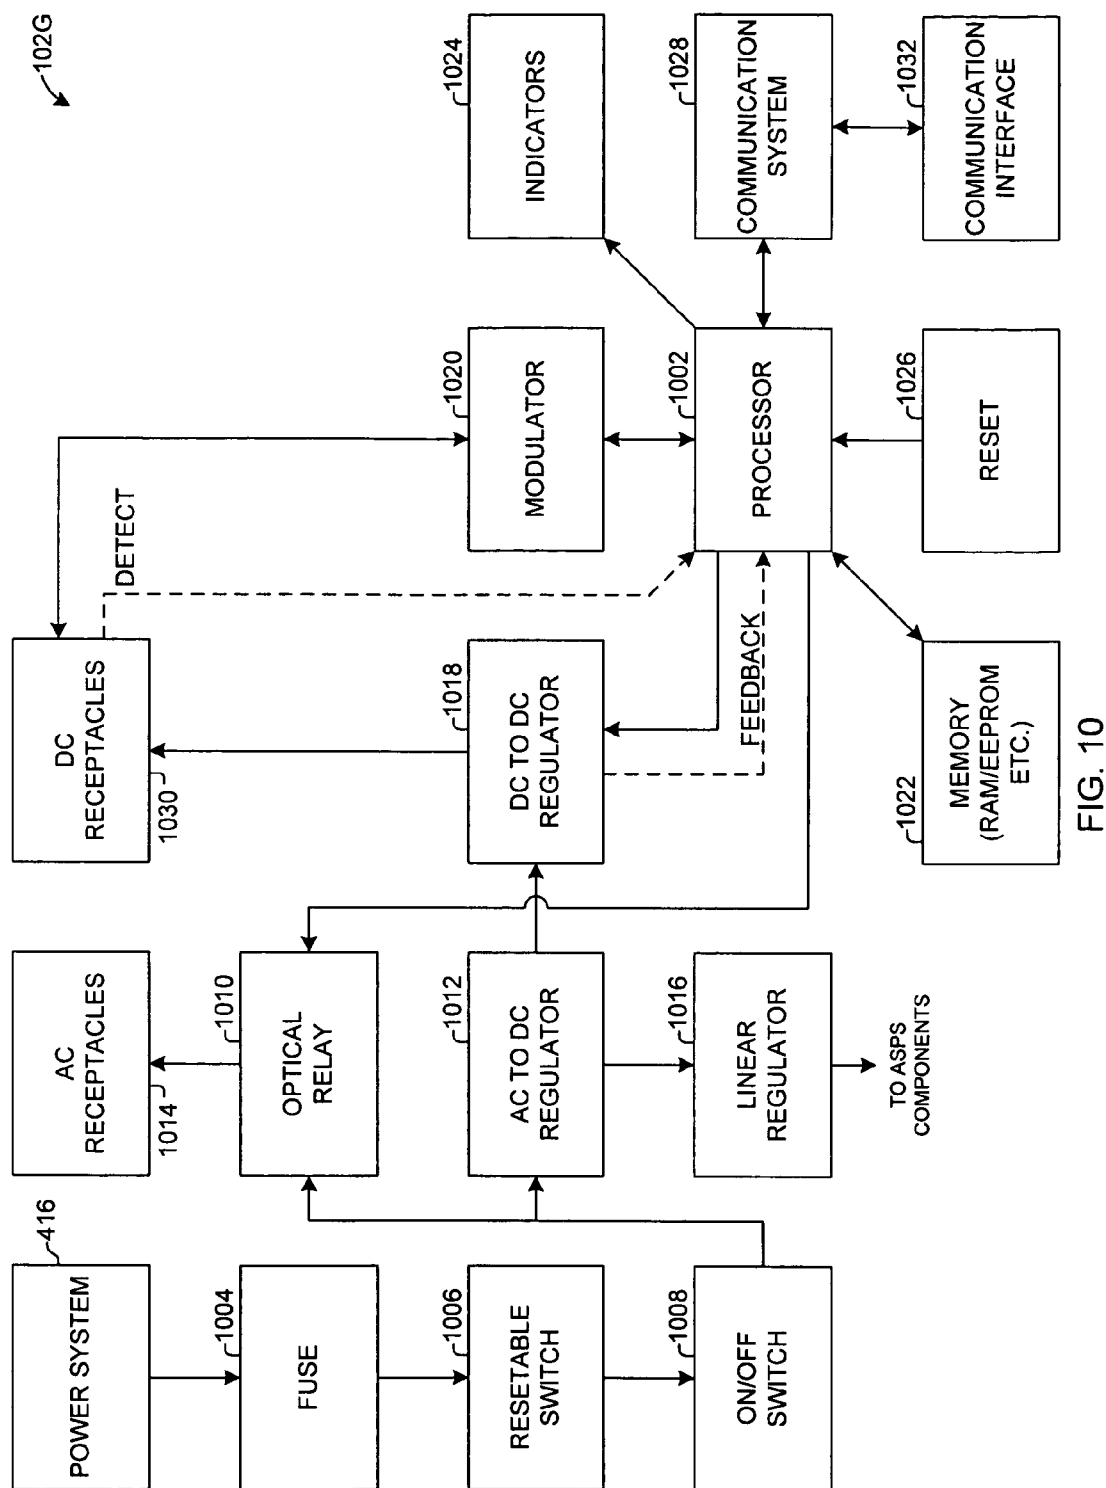 102G
POWER SYSTEM
416
FUSE
1004
RESETABLE
SWITCH
1006
ON/OFF
SWITCH
1008
AC
RECEPTACLES
1014
OPTICAL
RELAY
1010
AC TO DC
REGULATOR
1012
LINEAR
REGULATOR
1016
TO ASPS
COMPONENTS
DC
RECEPTACLES
1030
DETECT
DC TO DC
REGULATOR
1018
FEEDBACK
MEMORY
(RAM/EEPROM
ETC.)
1022
MODULATOR
1020
PROCESSOR
1002
RESET
1026
INDICATORS
1024
COMMUNICATION
SYSTEM
1028
COMMUNICATION
INTERFACE
1032
FIG. 10